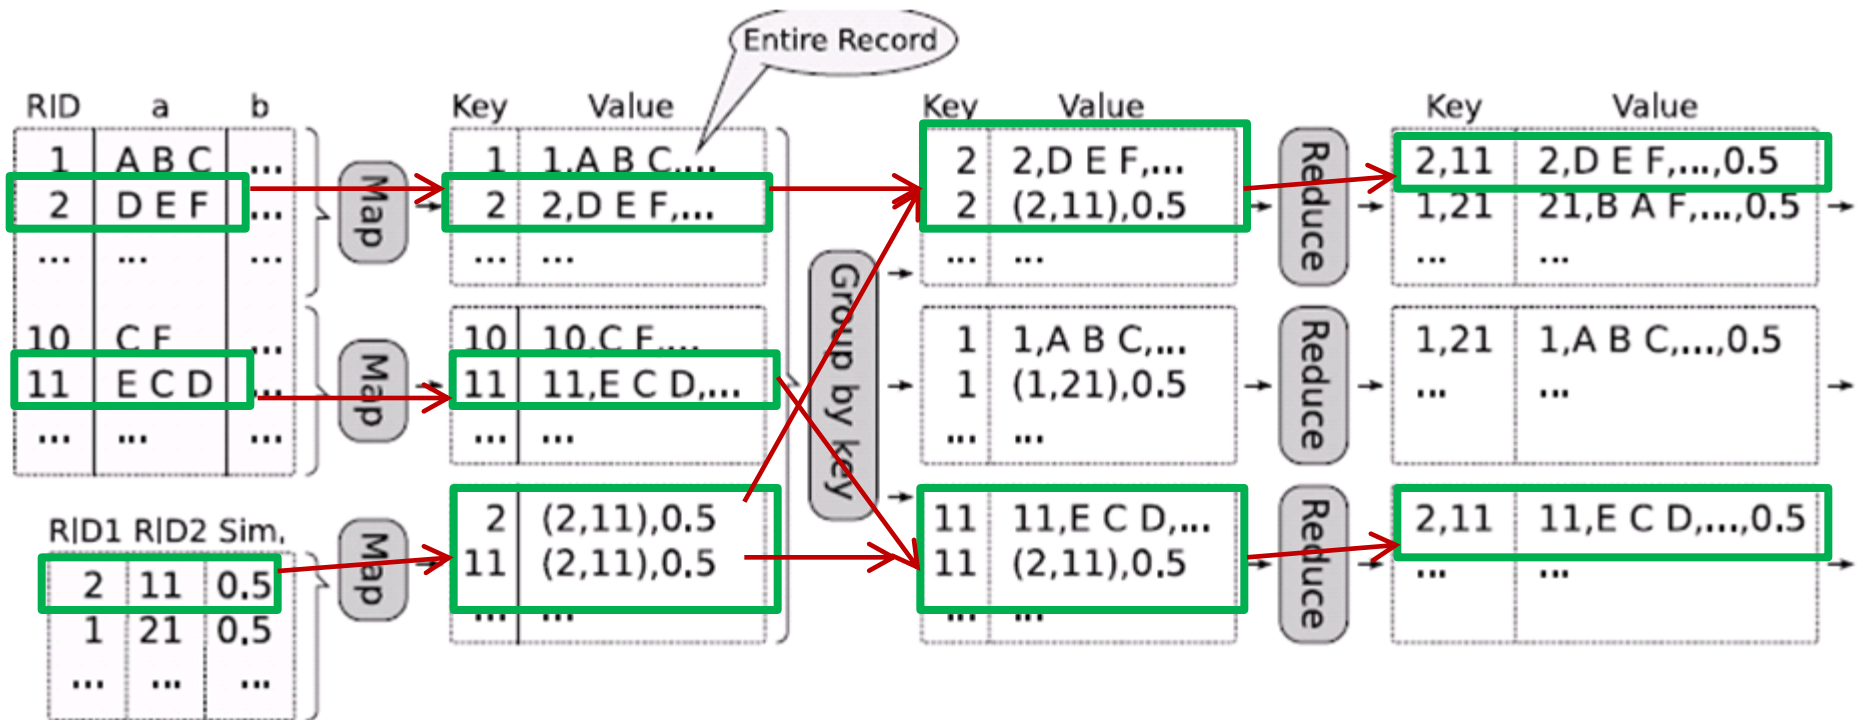 Entire Record
RID a b
1 A B C ...
2 D E F ...
... ... ...
10 C F ...
11 E C D ...
... ... ...
RID1 RID2 Sim.
2 11 0.5
1 21 0.5
... ... ...
Map
Map
Map
Key Value
1 1,A B C,...
2 2,D E F,...
... ...
10 10,C F,...
11 11,E C D,...
... ...
2 (2,11),0.5
11 (2,11),0.5
... ...
Group by key
Key Value
2 2,D E F,...
2 (2,11),0.5
... ...
1 1,A B C,...
1 (1,21),0.5
... ...
11 11,E C D,...
11 (2,11),0.5
... ...
Reduce
Reduce
Reduce
Key Value
2,11 2,D E F,...,0.5
1,21 21,B A F,...,0.5
... ...
1,21 1,A B C,...,0.5
... ...
2,11 11,E C D,...,0.5
... ...